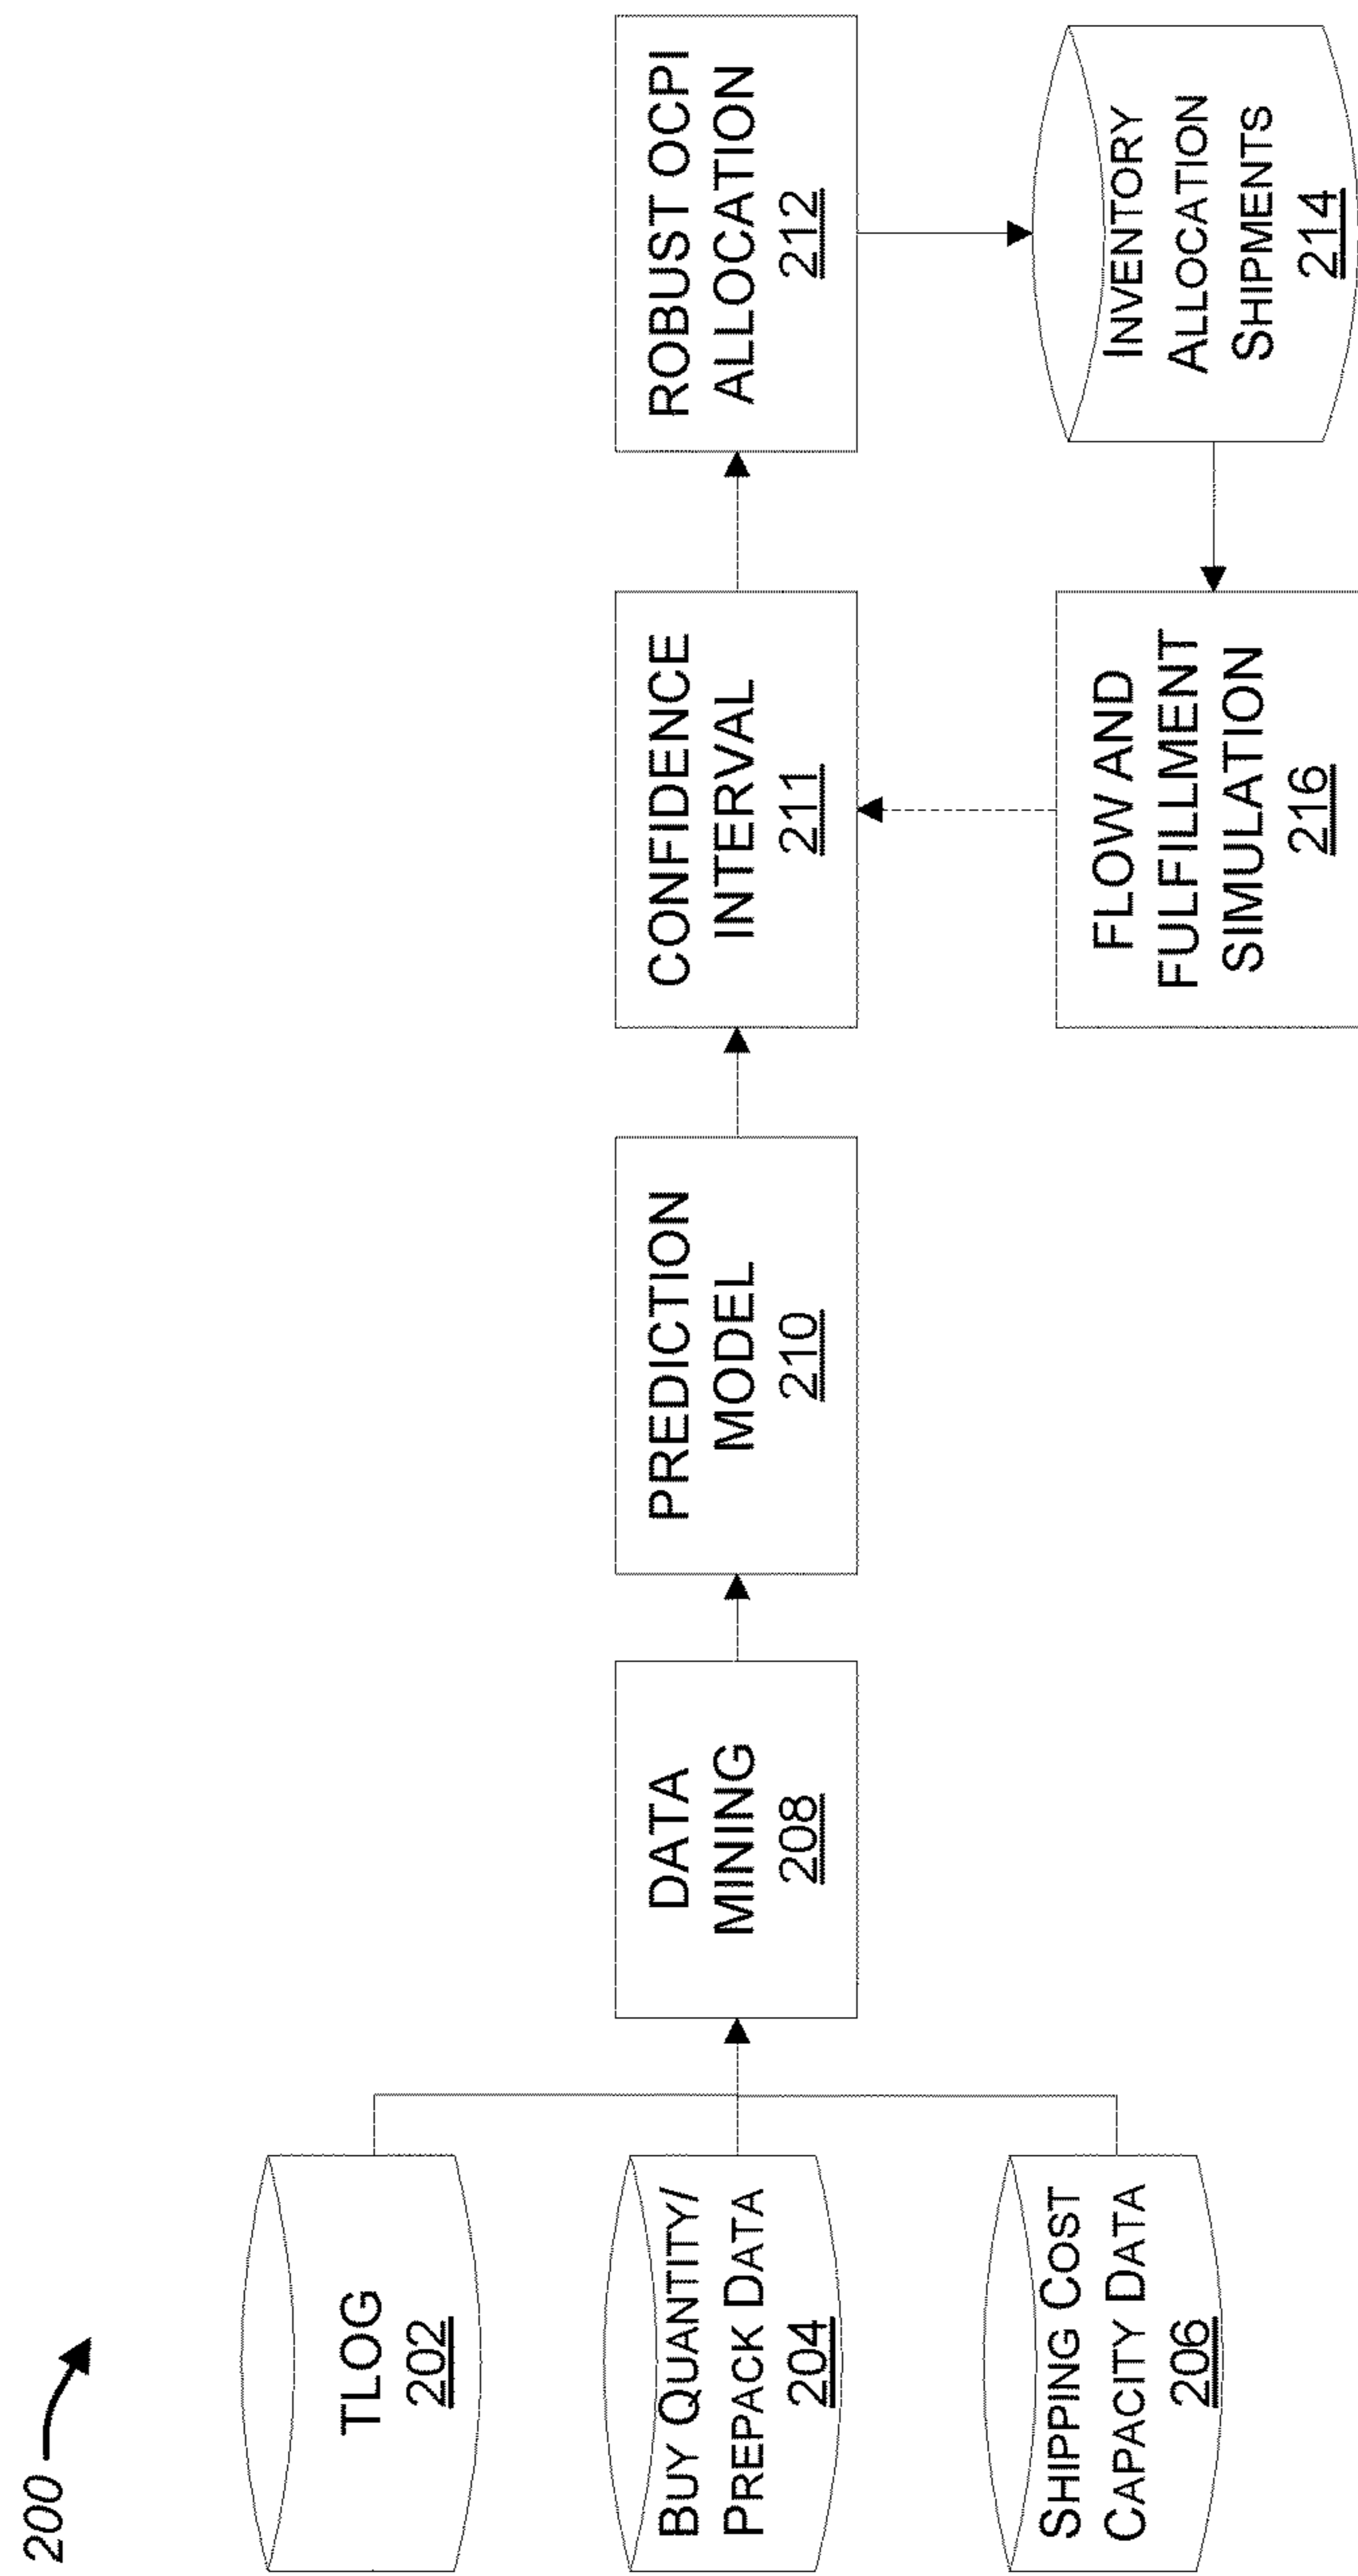 200
TLOG
202
BUY QUANTITY/
PREPACK DATA
204
SHIPPING COST
CAPACITY DATA
206
DATA
MINING
208
PREDICTION
MODEL
210
CONFIDENCE
INTERVAL
211
ROBUST OCPI
ALLOCATION
212
INVENTORY
ALLOCATION
SHIPMENTS
214
FLOW AND
FULFILLMENT
SIMULATION
216